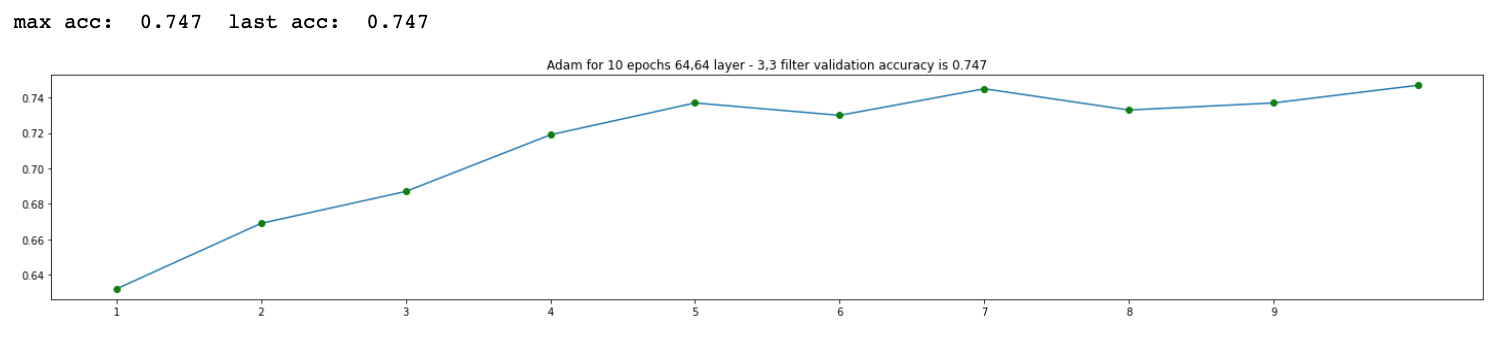 max acc:  0.747  last acc:  0.747
Adam for 10 epochs 64,64 layer - 3,3 filter validation accuracy is 0.747
0.74
0.72
0.70
0.68
0.66
0.64
1 2 3 4 5 6 7 8 9